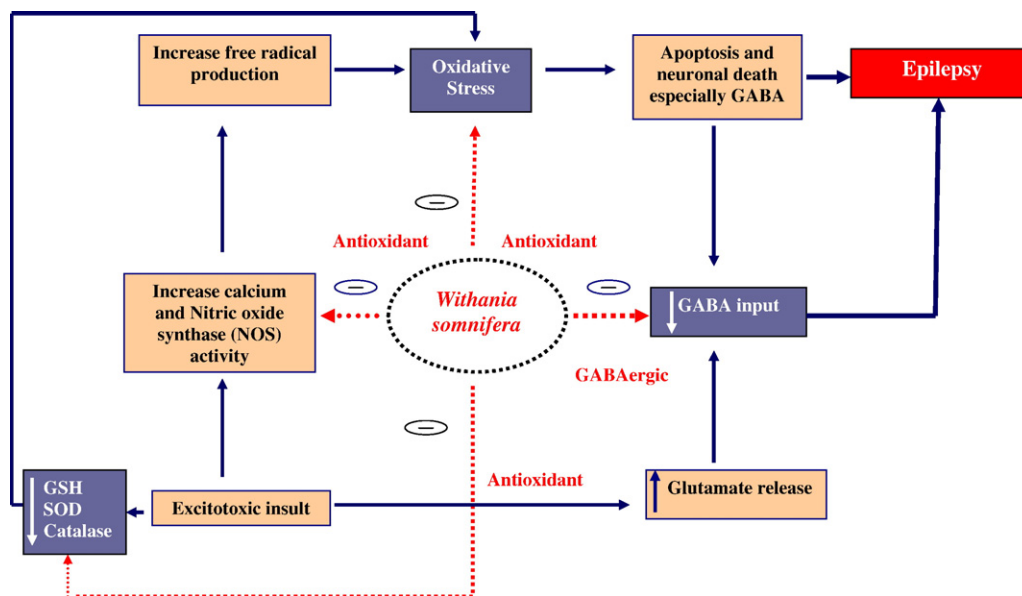 Increase free radical
production
Oxidative
Stress
Apoptosis and
neuronal death
especially GABA
Epilepsy
−
Antioxidant
Antioxidant
Increase calcium
and Nitric oxide
synthase (NOS)
activity
−
Withania
somnifera
−
GABA input
GABAergic
−
GSH
SOD
Catalase
Excitotoxic insult
Antioxidant
Glutamate release